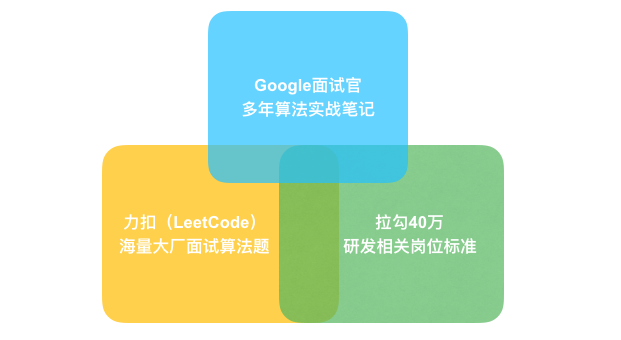 Google面试官
多年算法实战笔记
力扣（LeetCode）
海量大厂面试算法题
拉勾40万
研发相关岗位标准